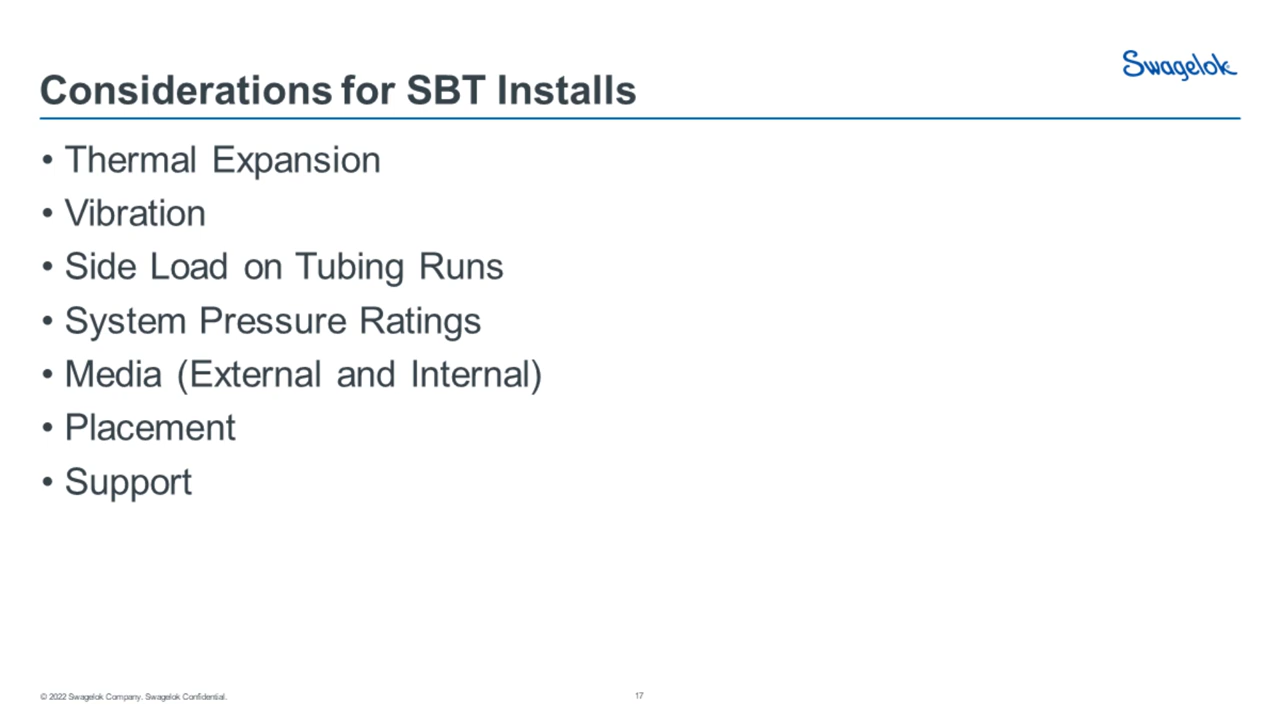 Swagelok
Considerations for SBT Installs
• Thermal Expansion
• Vibration
• Side Load on Tubing Runs
• System Pressure Ratings
• Media (External and Internal)
• Placement
• Support
© 2022 Swagelok Company. Swagelok Confidential.
17